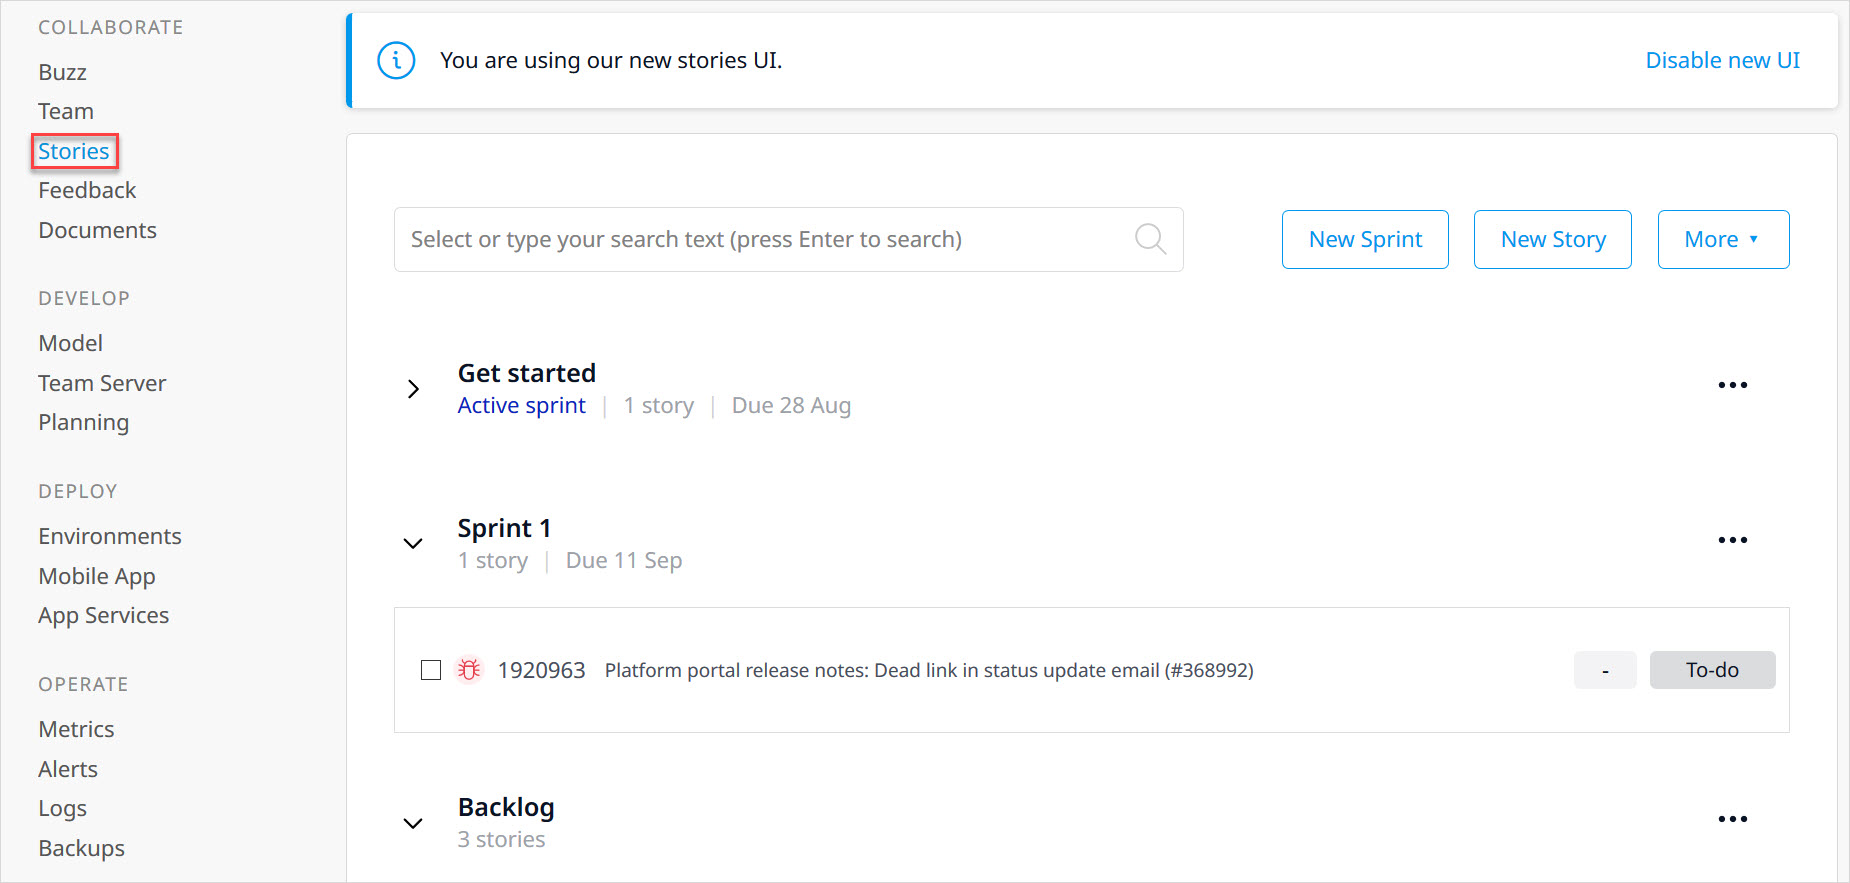 COLLABORATE
Buzz
Team
Stories
Feedback
Documents
DEVELOP
Model
Team Server
Planning
DEPLOY
Environments
Mobile App
App Services
OPERATE
Metrics
Alerts
Logs
Backups
You are using our new stories UI.
Disable new UI
Select or type your search text (press Enter to search)
New Sprint
New Story
More
Get started
Active sprint | 1 story | Due 28 Aug
Sprint 1
1 story | Due 11 Sep
1920963 Platform portal release notes: Dead link in status update email (#368992) - To-do
Backlog
3 stories